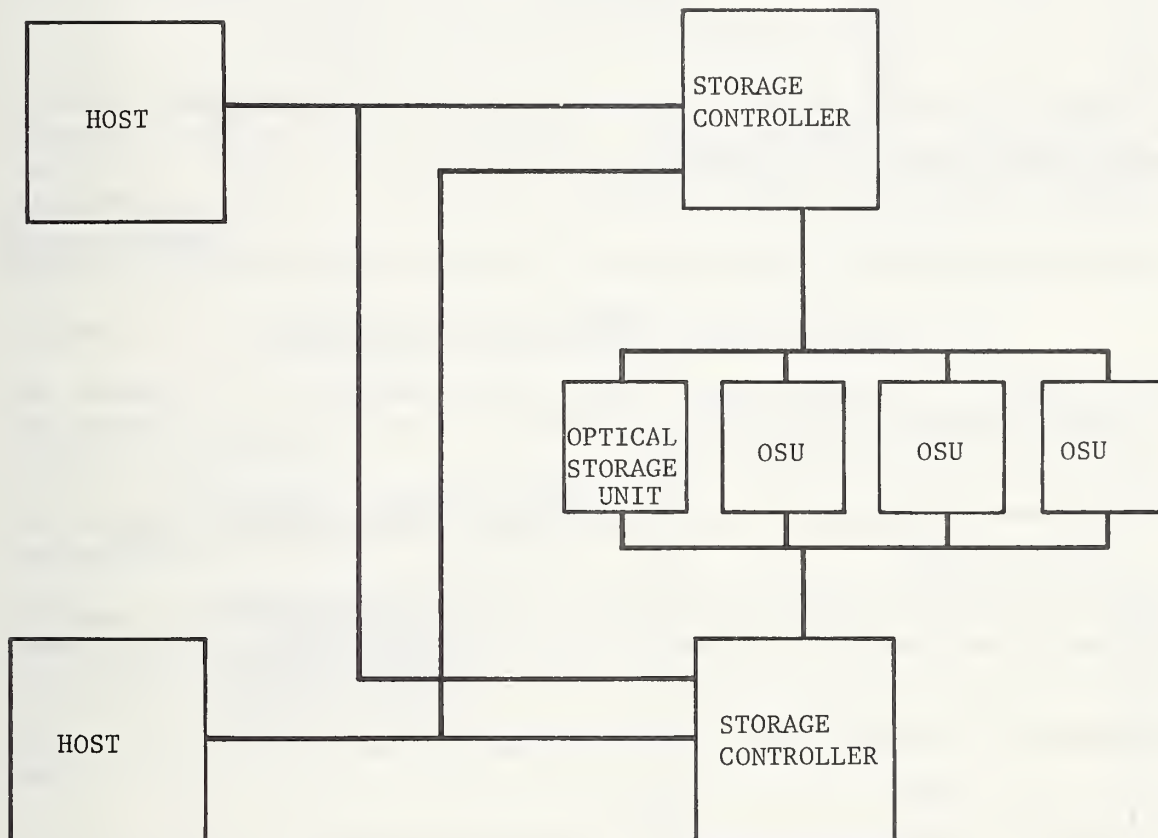 HOST
STORAGE
CONTROLLER
OPTICAL
STORAGE
UNIT
OSU
OSU
OSU
HOST
STORAGE
CONTROLLER